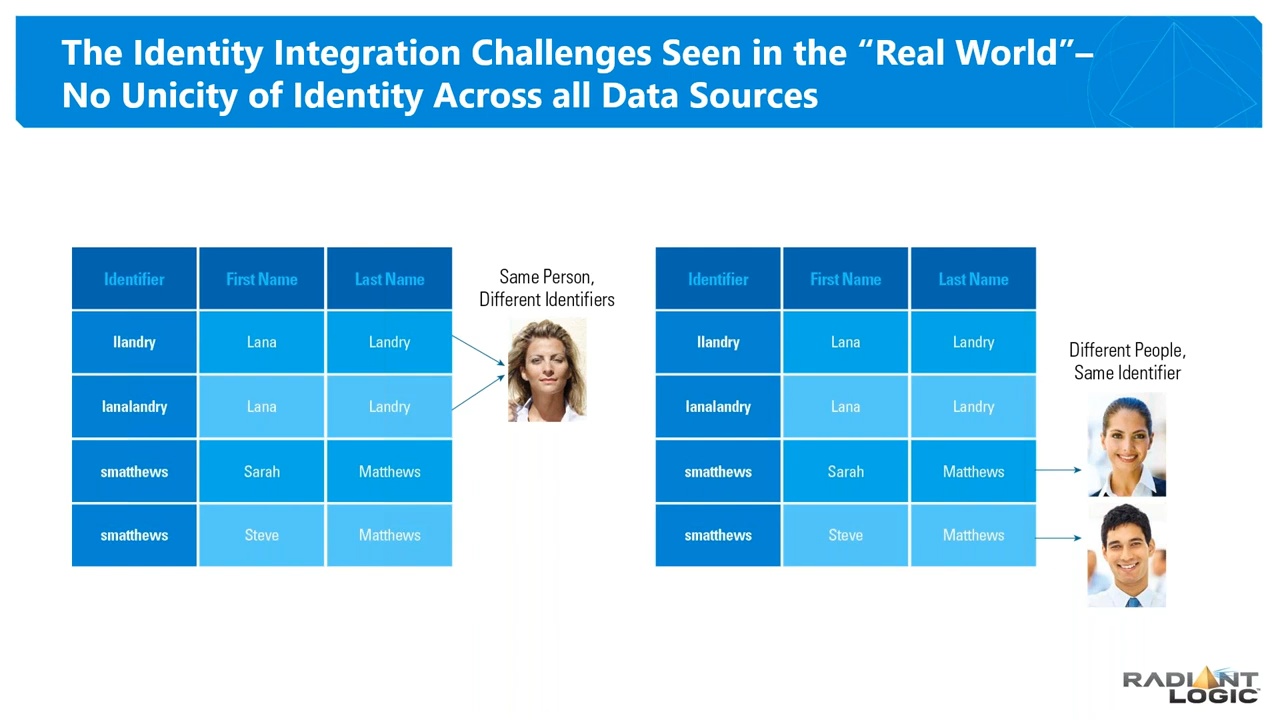 The Identity Integration Challenges Seen in the “Real World”–
No Unicity of Identity Across all Data Sources
Identifier First Name Last Name
llandry Lana Landry
lanalandry Lana Landry
smatthews Sarah Matthews
smatthews Steve Matthews
Same Person,
Different Identifiers
Identifier First Name Last Name
llandry Lana Landry
lanalandry Lana Landry
smatthews Sarah Matthews
smatthews Steve Matthews
Different People,
Same Identifier
RADIANT
LOGIC